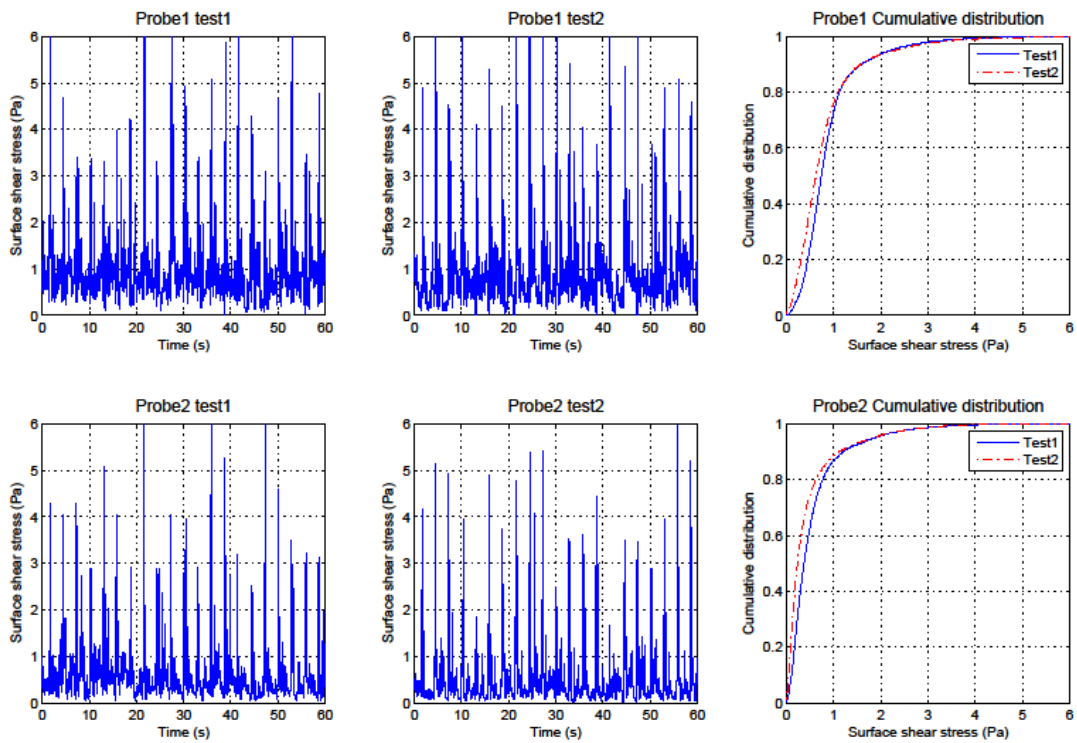 Probe1 test1
Surface shear stress (Pa)
6
5
4
3
2
1
0
0 10 20 30 40 50 60
Time (s)
Probe1 test2
Surface shear stress (Pa)
6
5
4
3
2
1
0
0 10 20 30 40 50 60
Time (s)
Probe1 Cumulative distribution
Cumulative distribution
1
0.8
0.6
0.4
0.2
0
0 1 2 3 4 5 6
Surface shear stress (Pa)
Test1
Test2
Probe2 test1
Surface shear stress (Pa)
6
5
4
3
2
1
0
0 10 20 30 40 50 60
Time (s)
Probe2 test2
Surface shear stress (Pa)
6
5
4
3
2
1
0
0 10 20 30 40 50 60
Time (s)
Probe2 Cumulative distribution
Cumulative distribution
1
0.8
0.6
0.4
0.2
0
0 1 2 3 4 5 6
Surface shear stress (Pa)
Test1
Test2